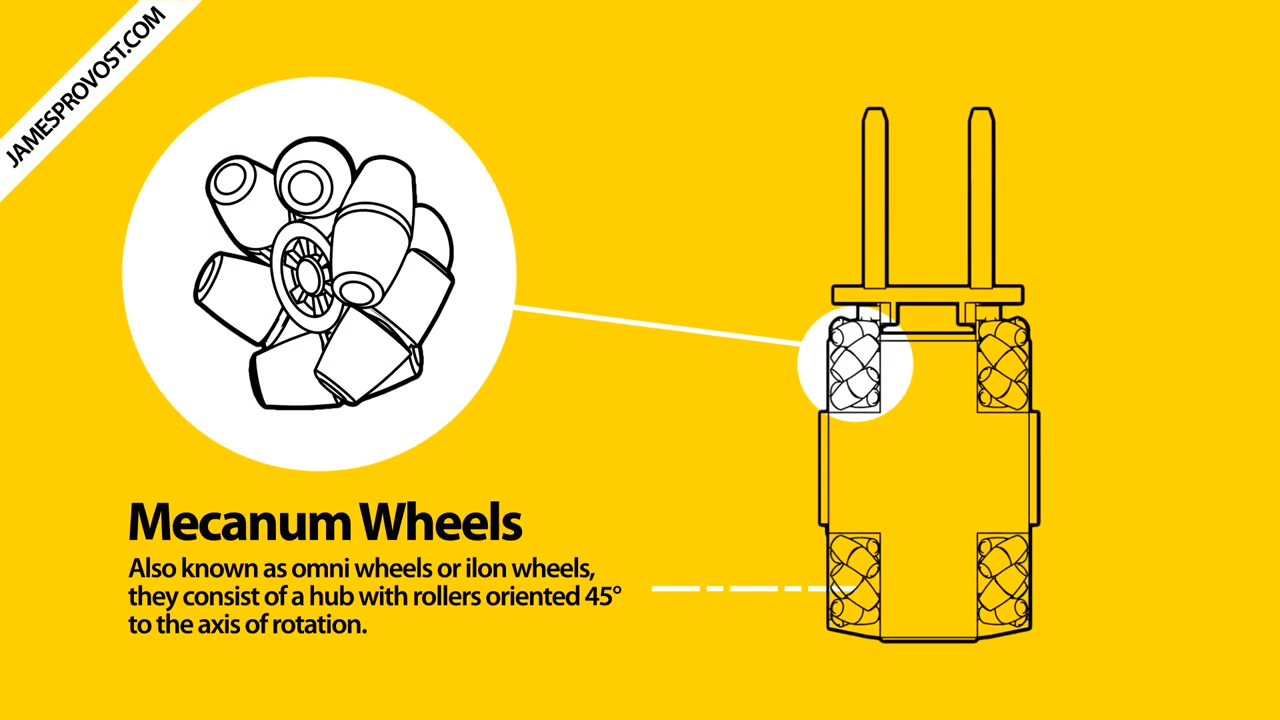 JAMESPROVOST.COM
Mecanum Wheels
Also known as omni wheels or ilon wheels,
they consist of a hub with rollers oriented 45°
to the axis of rotation.